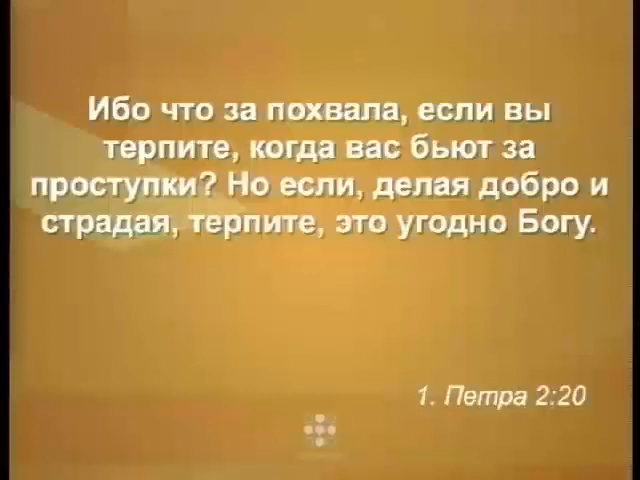 Ибо что за похвала, если вы
терпите, когда вас бьют за
проступки? Но если, делая добро и
страдая, терпите, это угодно Богу.
1. Петра 2:20